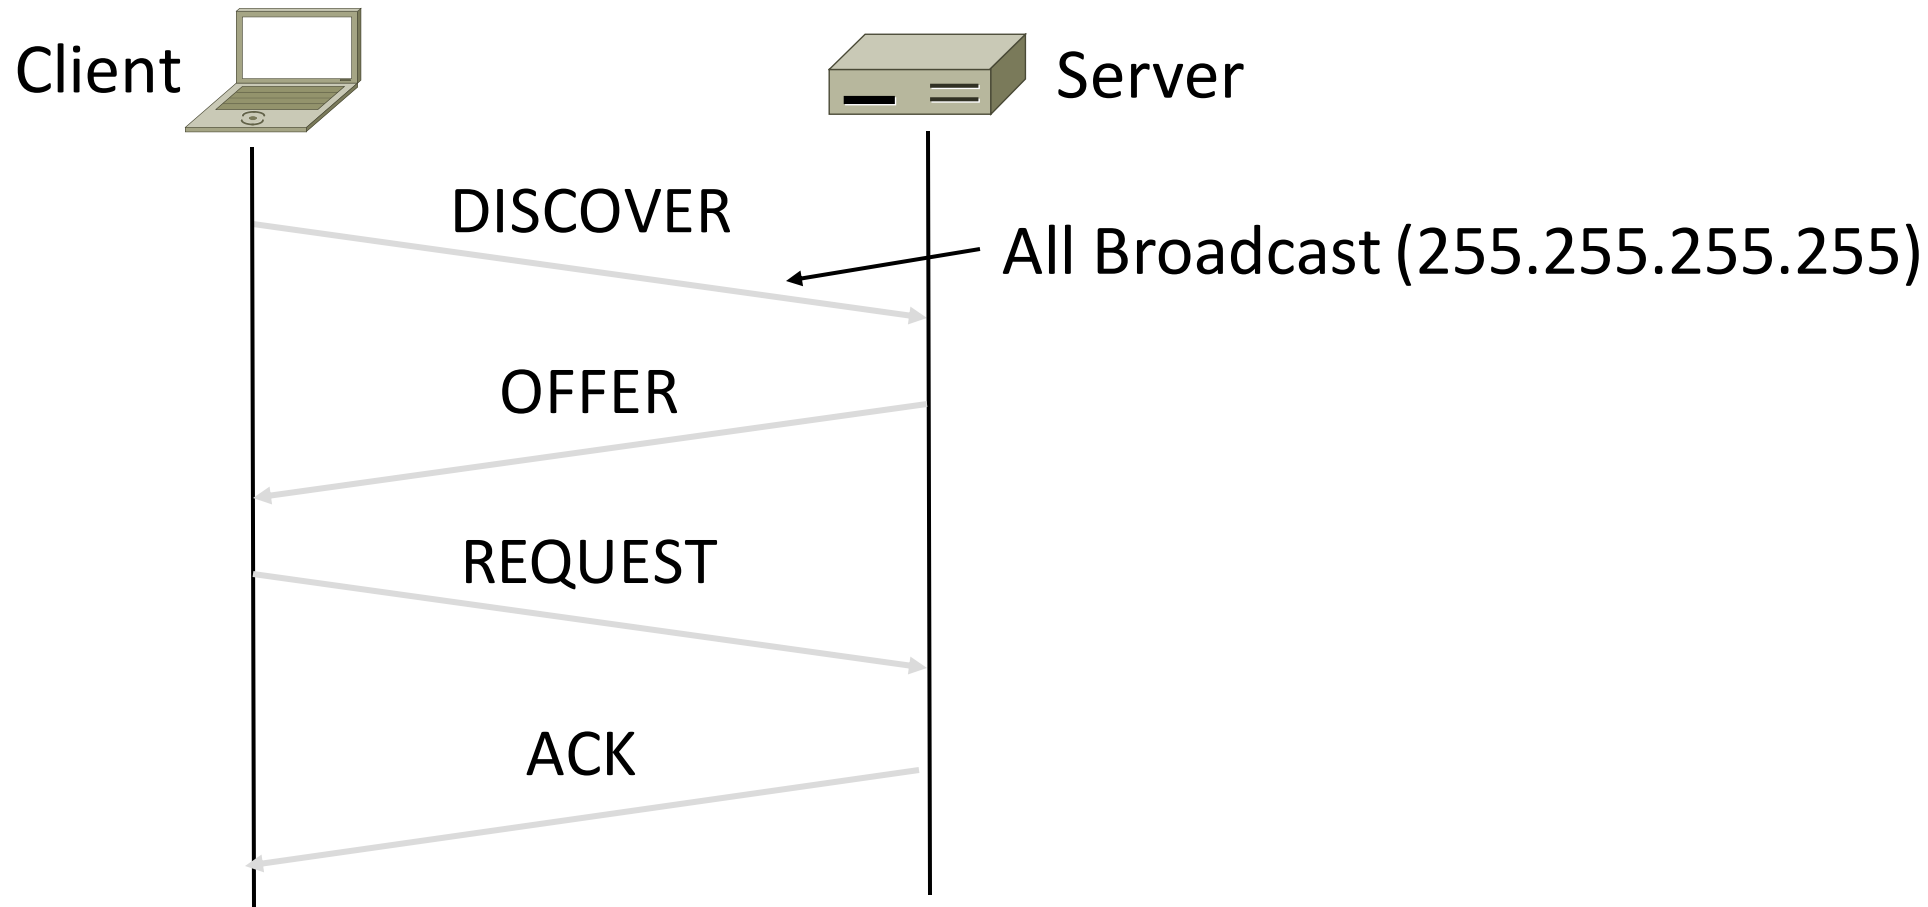 Client
Server
DISCOVER
All Broadcast (255.255.255.255)
OFFER
REQUEST
ACK